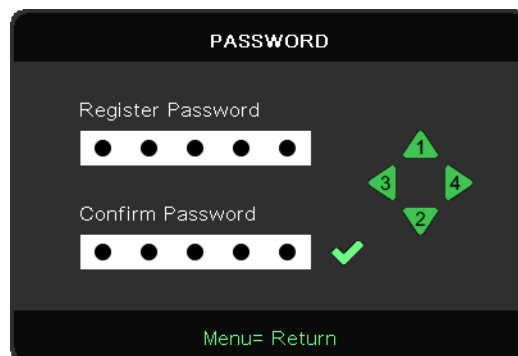 PASSWORD
Register Password
● ● ● ● ●
1
3 4
Confirm Password
2
● ● ● ● ●
Menu= Return